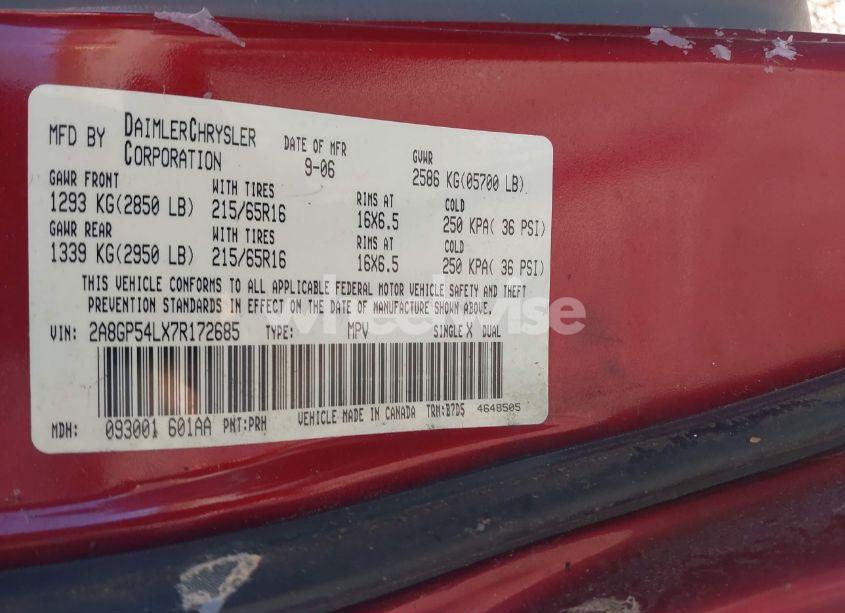 MFD BY DAIMLERCHRYSLER CORPORATION DATE OF MFR 9-06 GVWR 2586 KG(05700 LB)
GAWR FRONT WITH TIRES RIMS AT COLD
1293 KG(2850 LB) 215/65R16 16X6.5 250 KPA( 36 PSI)
GAWR REAR WITH TIRES RIMS AT COLD
1339 KG(2950 LB) 215/65R16 16X6.5 250 KPA( 36 PSI)
THIS VEHICLE CONFORMS TO ALL APPLICABLE FEDERAL MOTOR VEHICLE SAFETY AND THEFT
PREVENTION STANDARDS IN EFFECT ON THE DATE OF MANUFACTURE SHOWN ABOVE.
wheelwise
VIN: 2A8GP54LX7R172685 TYPE: MPV SINGLE X DUAL
MDH: 093001 601AA PNT:PRH VEHICLE MADE IN CANADA TRM:B7D5 4648505